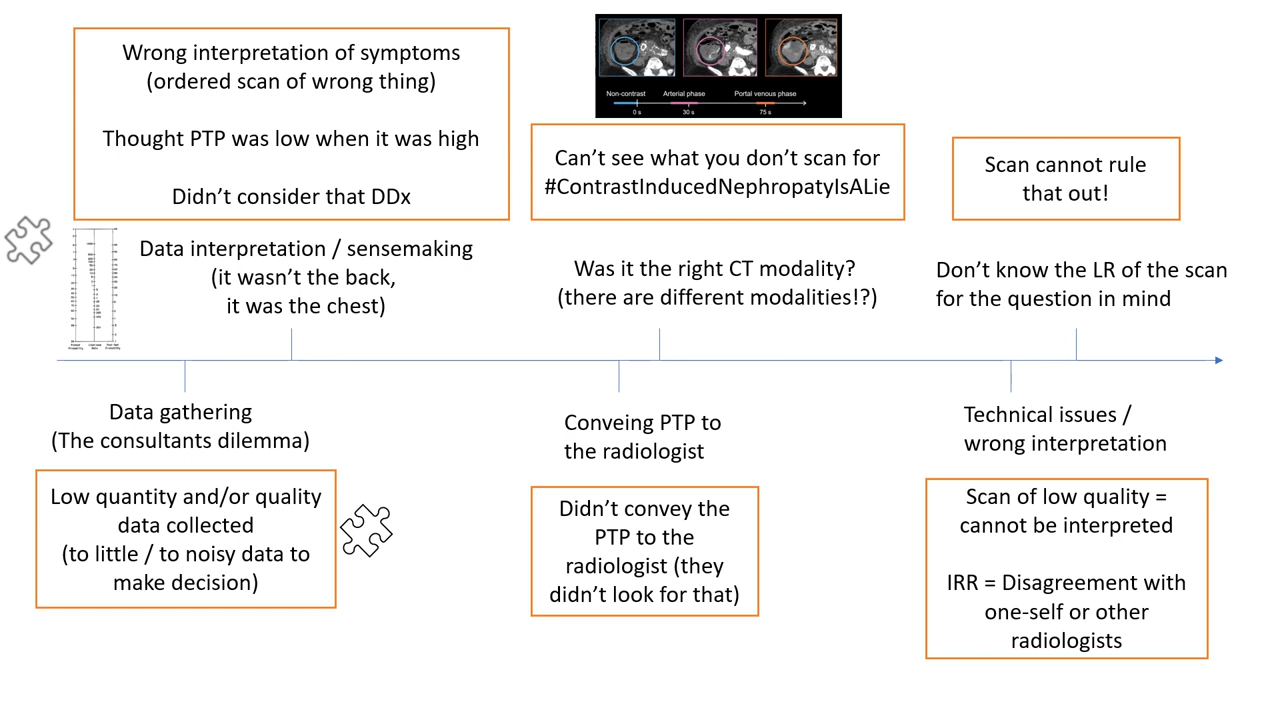 Wrong interpretation of symptoms
(ordered scan of wrong thing)
Thought PTP was low when it was high
Didn't consider that DDx
Non-contrast
Arterial phase
Portal venous phase
0 s
30 s
75 s
Can't see what you don't scan for
#ContrastInducedNephropatyIsALie
Scan cannot rule
that out!
Data interpretation / sensemaking
(it wasn't the back,
it was the chest)
Was it the right CT modality?
(there are different modalities!?)
Don't know the LR of the scan
for the question in mind
Data gathering
(The consultants dilemma)
Low quantity and/or quality
data collected
(to little / to noisy data to
make decision)
Conveing PTP to
the radiologist
Didn't convey the
PTP to the
radiologist (they
didn't look for that)
Technical issues /
wrong interpretation
Scan of low quality =
cannot be interpreted
IRR = Disagreement with
one-self or other
radiologists